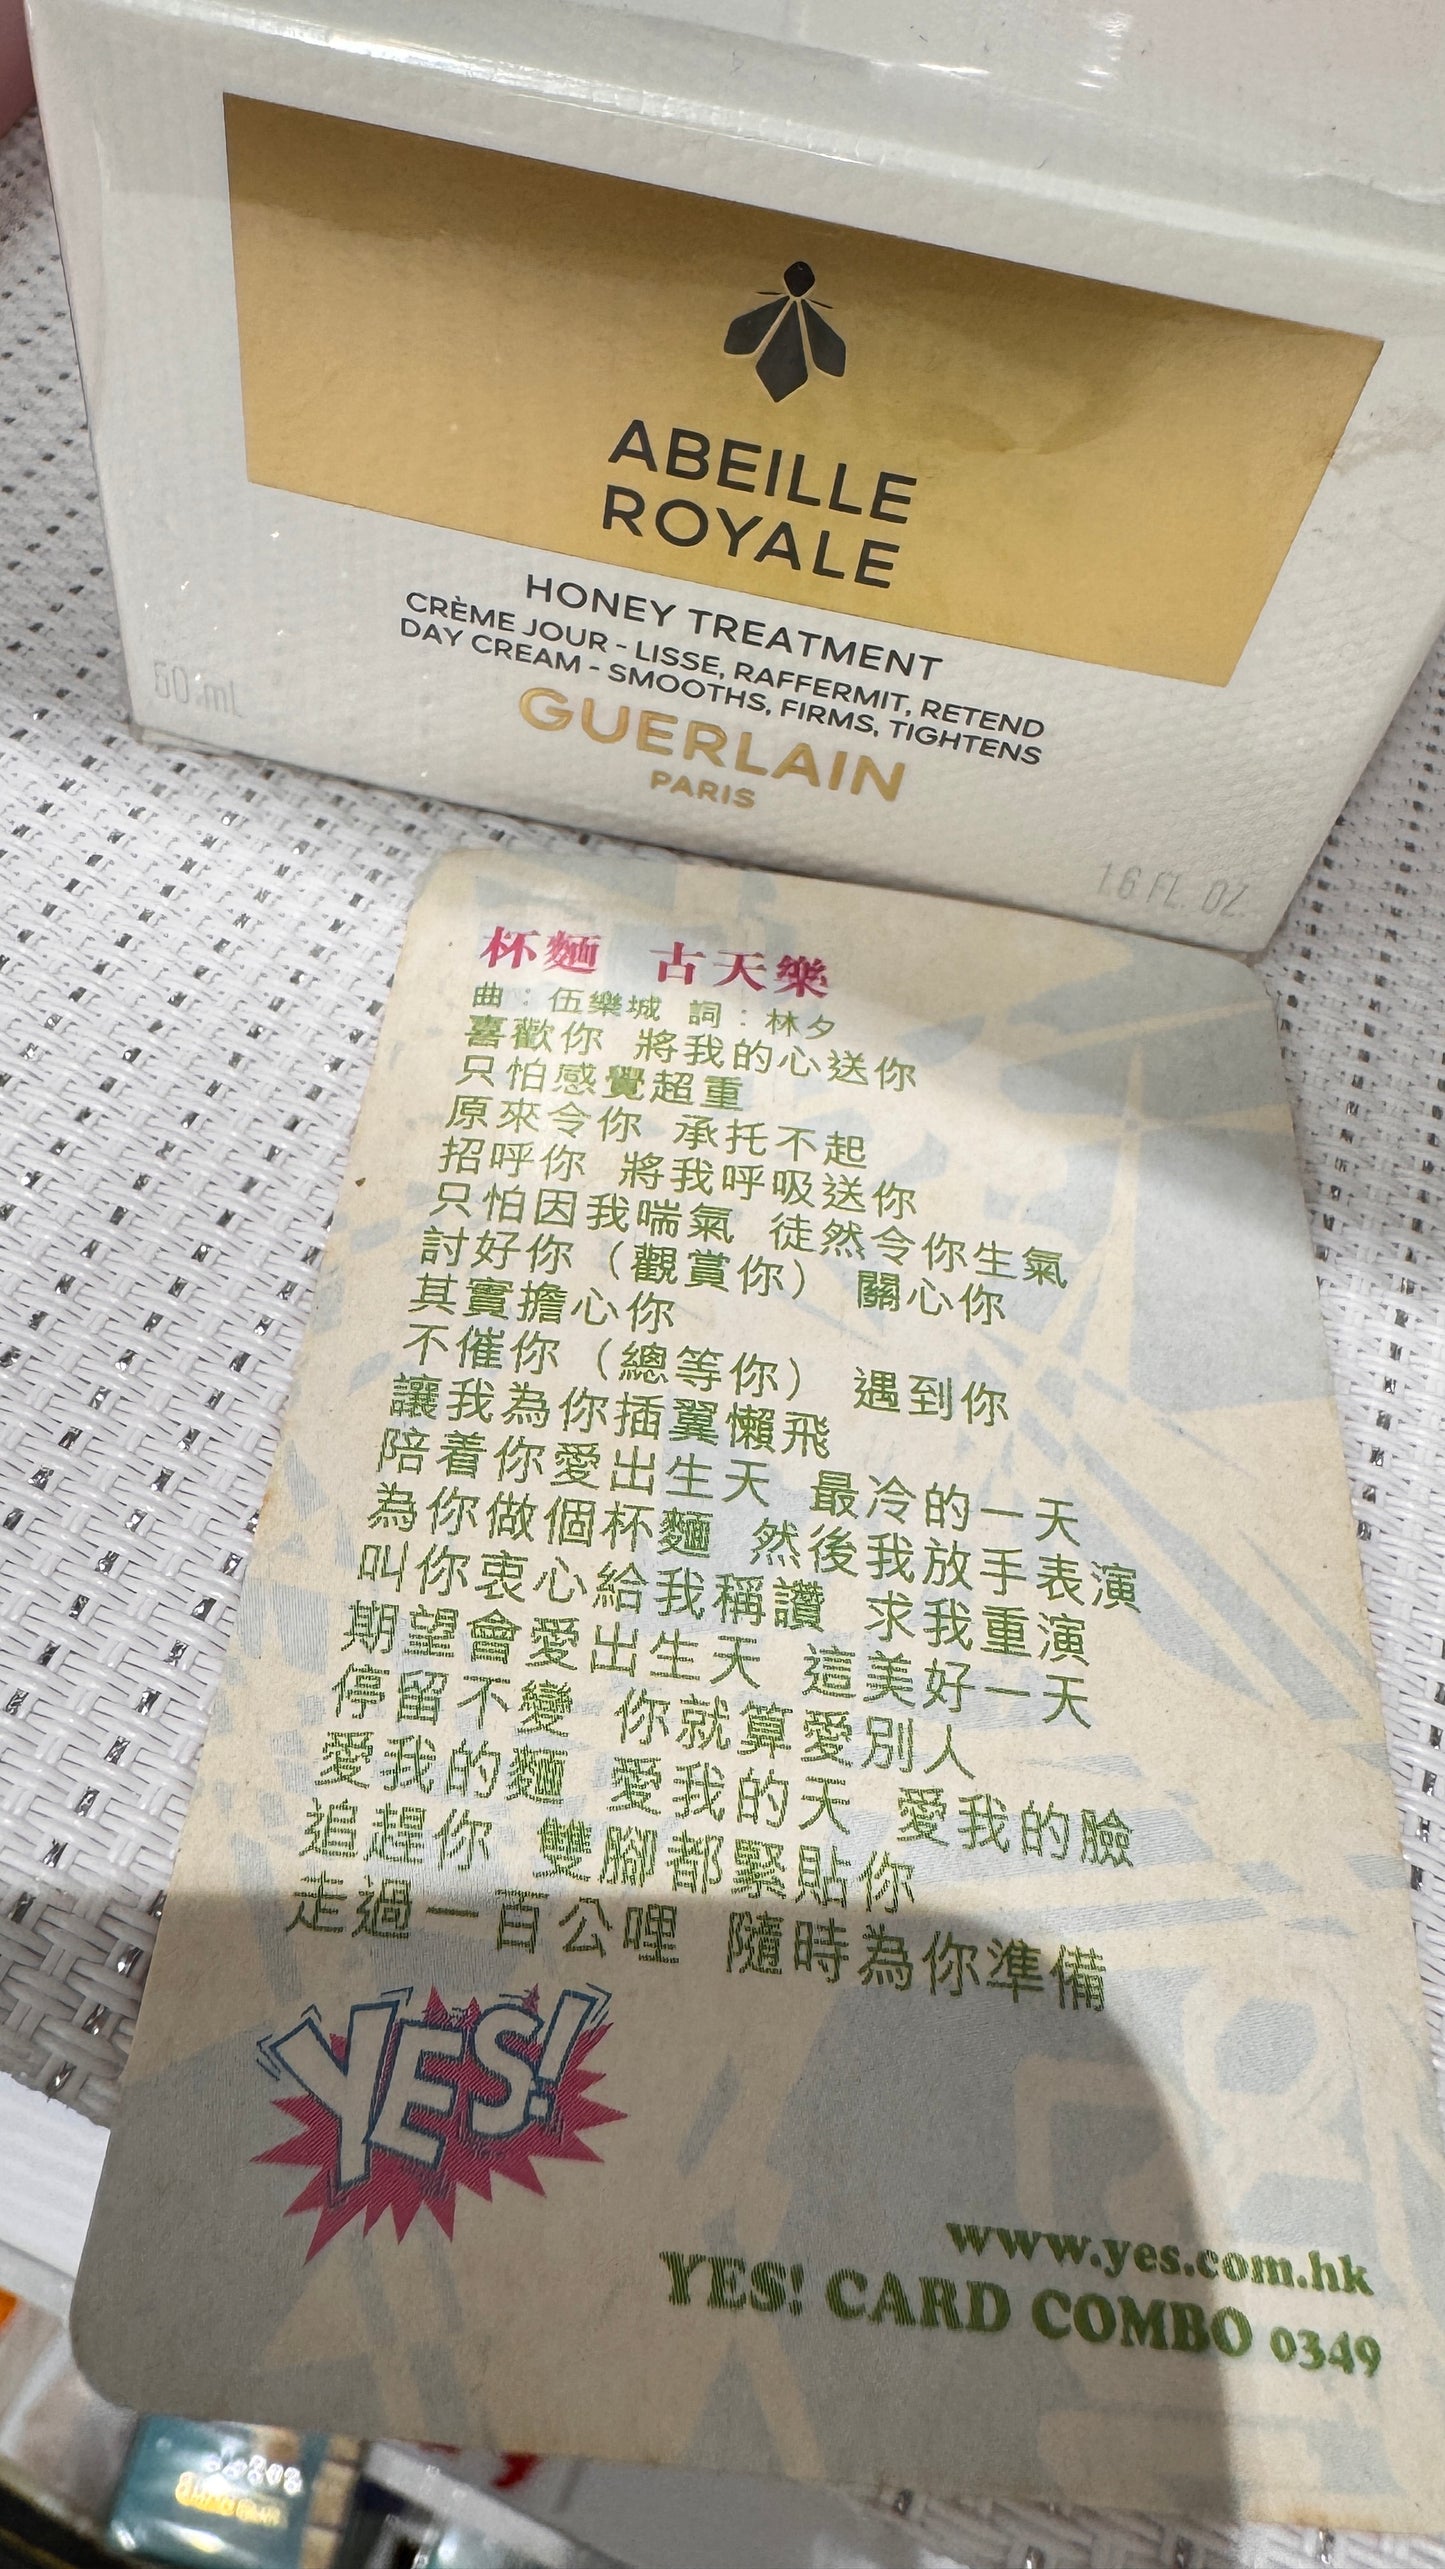 ABEILLE
ROYALE
HONEY TREATMENT
CRÈME JOUR - LISSE, RAFFERMIT, RETEND
DAY CREAM - SMOOTHS, FIRMS, TIGHTENS
GUERLAIN
PARIS
50 ml
1.6 FL. OZ.
杯麵 古天樂
曲：伍樂城 詞：林夕
喜歡你 將我的心送你
只怕感覺超重
原來令你 承托不起
招呼你 將我呼吸送你
只怕因我喘氣 徒然令你生氣
討好你（觀賞你） 關心你
其實擔心你
不催你（總等你） 遇到你
讓我為你插翼懶飛
陪着你愛出生天 最冷的一天
為你做個杯麵 然後我放手表演
叫你衷心給我稱讚 求我重演
期望會愛出生天 這美好一天
停留不變 你就算愛別人
愛我的麵 愛我的天 愛我的臉
追趕你 雙腳都緊貼你
走過一百公哩 隨時為你準備
YES!
www.yes.com.hk
YES! CARD COMBO 0349